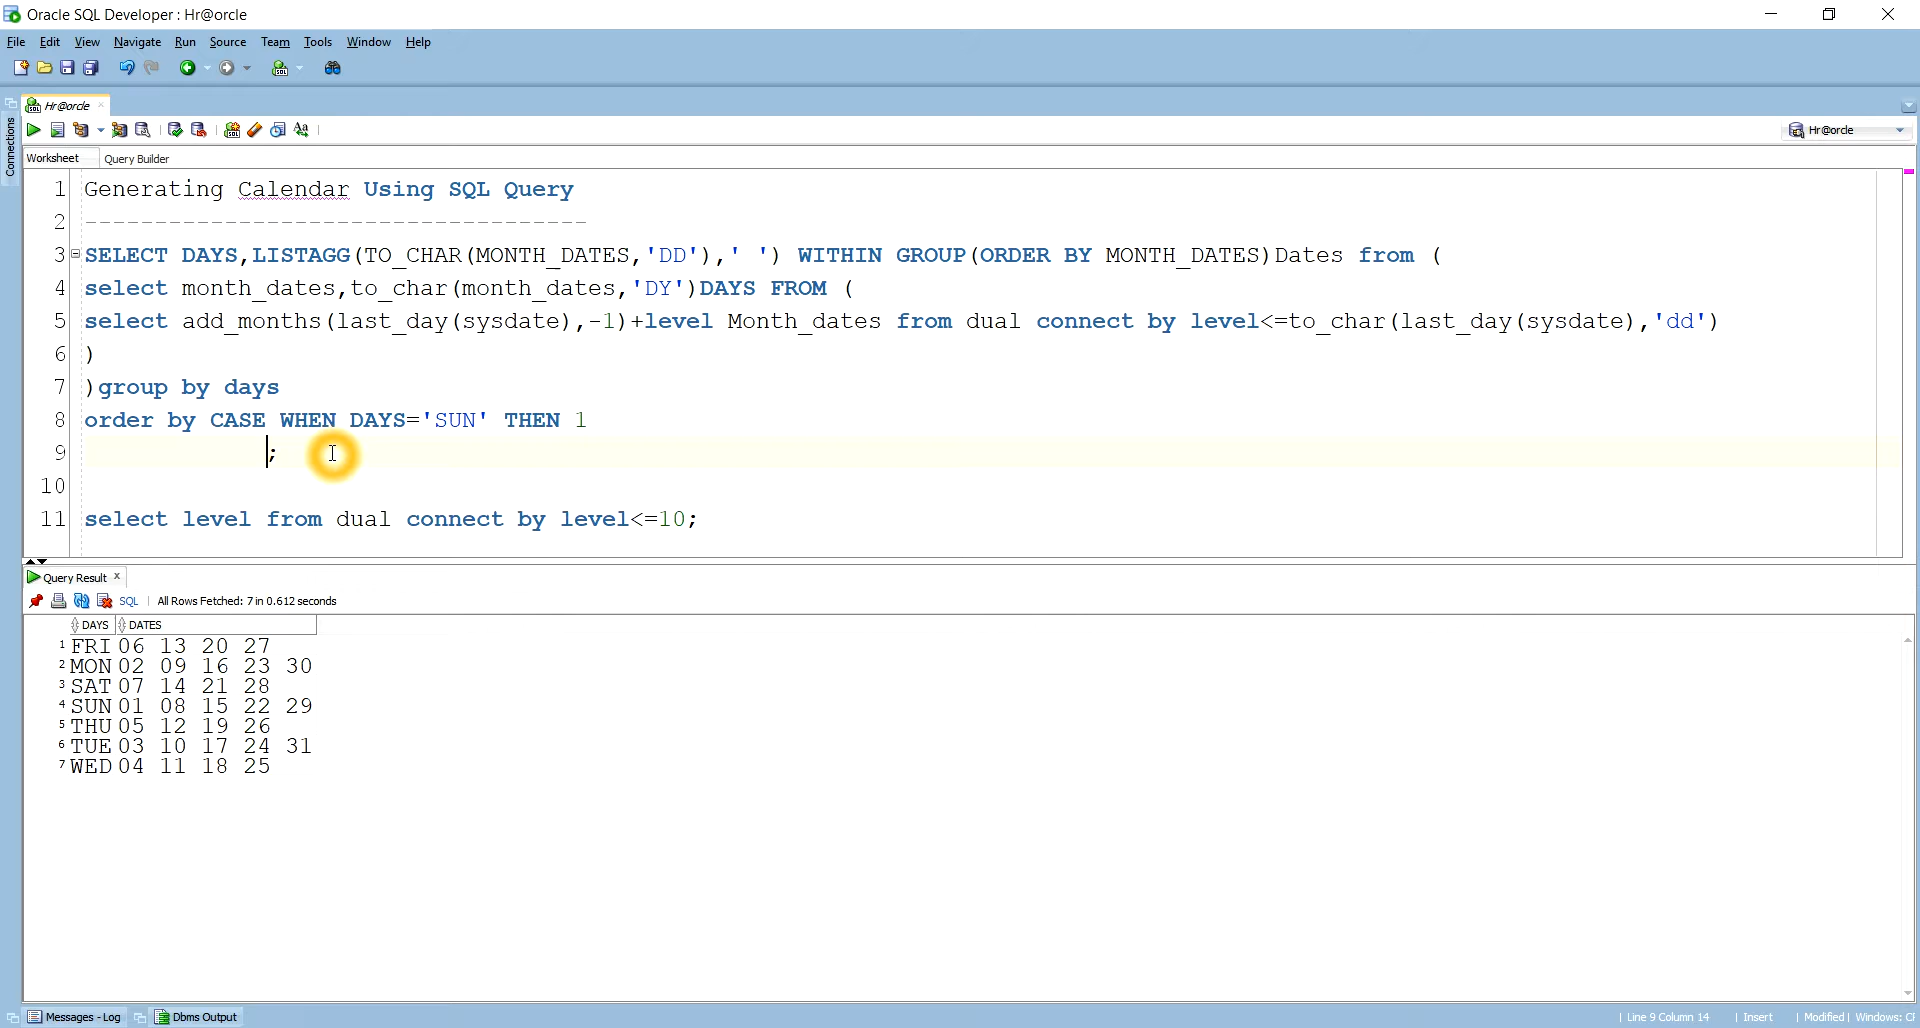 Oracle SQL Developer : Hr@orcle
File Edit View Navigate Run Source Team Tools Window Help
Hr@orcle
Connections
Hr@orcle
Worksheet Query Builder
1 Generating Calendar Using SQL Query
2 ------------------------------------
3 SELECT DAYS,LISTAGG(TO_CHAR(MONTH_DATES,'DD'),' ') WITHIN GROUP(ORDER BY MONTH_DATES)Dates from (
4 select month_dates,to_char(month_dates,'DY')DAYS FROM (
5 select add_months(last_day(sysdate),-1)+level Month_dates from dual connect by level<=to_char(last_day(sysdate),'dd')
6 )
7 )group by days
8 order by CASE WHEN DAYS='SUN' THEN 1
9 ;
10
11 select level from dual connect by level<=10;
Query Result x
SQL | All Rows Fetched: 7 in 0.612 seconds
DAYS DATES
1 FRI 06 13 20 27
2 MON 02 09 16 23 30
3 SAT 07 14 21 28
4 SUN 01 08 15 22 29
5 THU 05 12 19 26
6 TUE 03 10 17 24 31
7 WED 04 11 18 25
Messages - Log Dbms Output
Line 9 Column 14 | Insert | Modified | Windows: CF